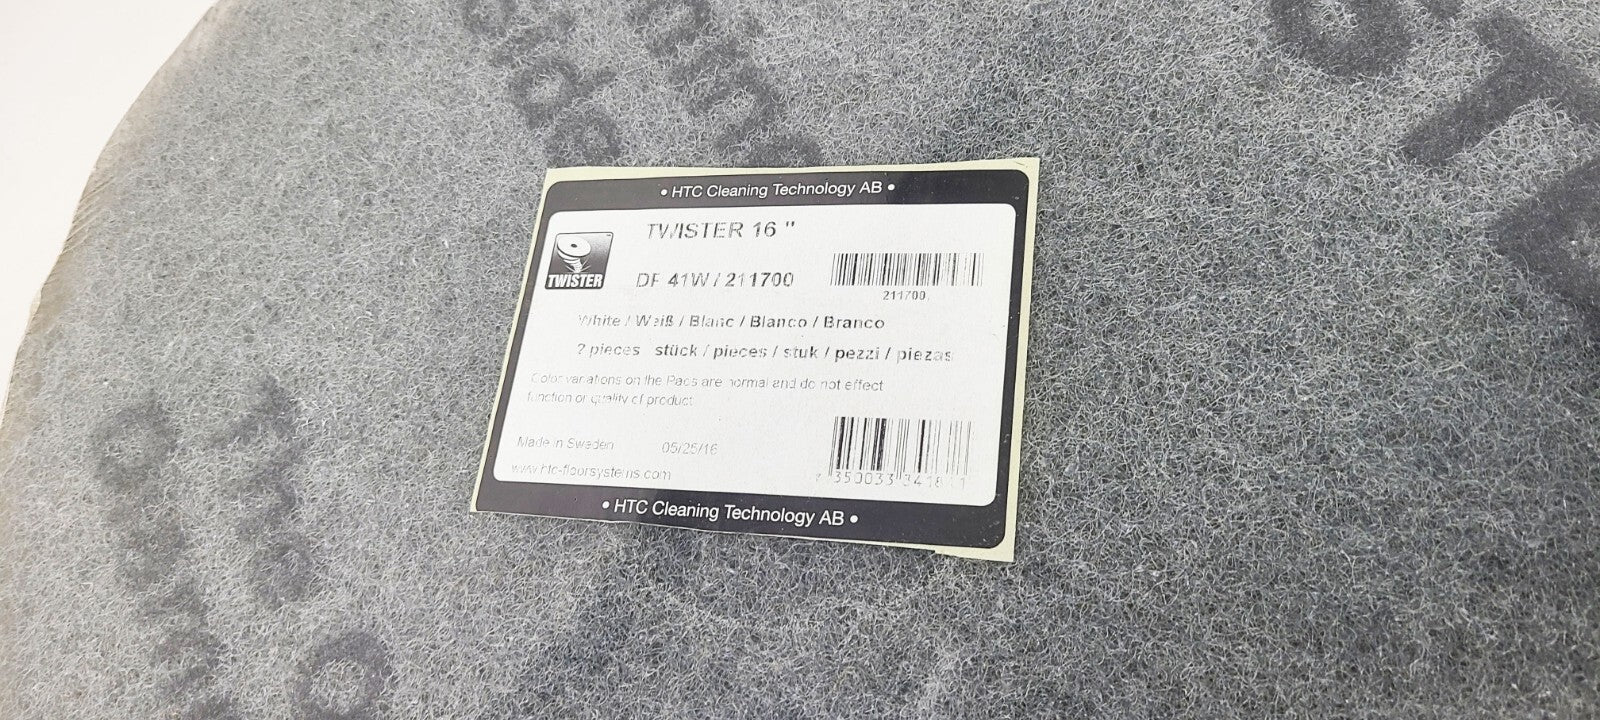 • HTC Cleaning Technology AB •
TWISTER 16 "
TWISTER
DF 41W / 211700
211700
White / Weiß / Blanc / Blanco / Branco
2 pieces stück / pieces / stuk / pezzi / piezas
Color variations on the Pads are normal and do not effect
function or quality of product
Made in Sweden 05/25/16
www.htc-floorsystems.com
• HTC Cleaning Technology AB •